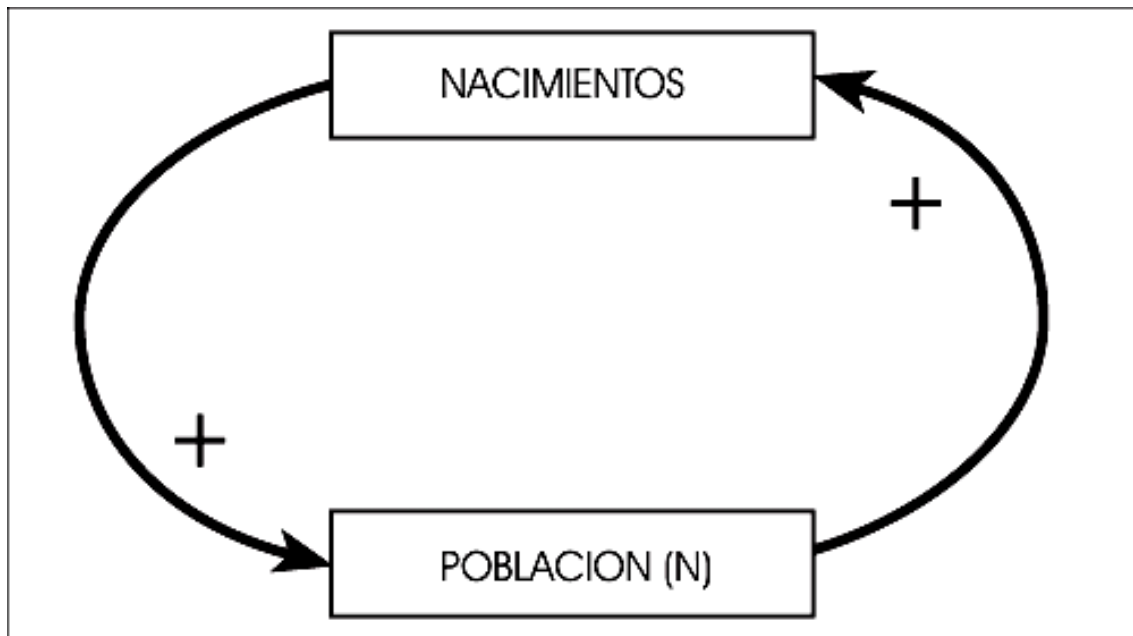 NACIMIENTOS
+
+
POBLACION (N)